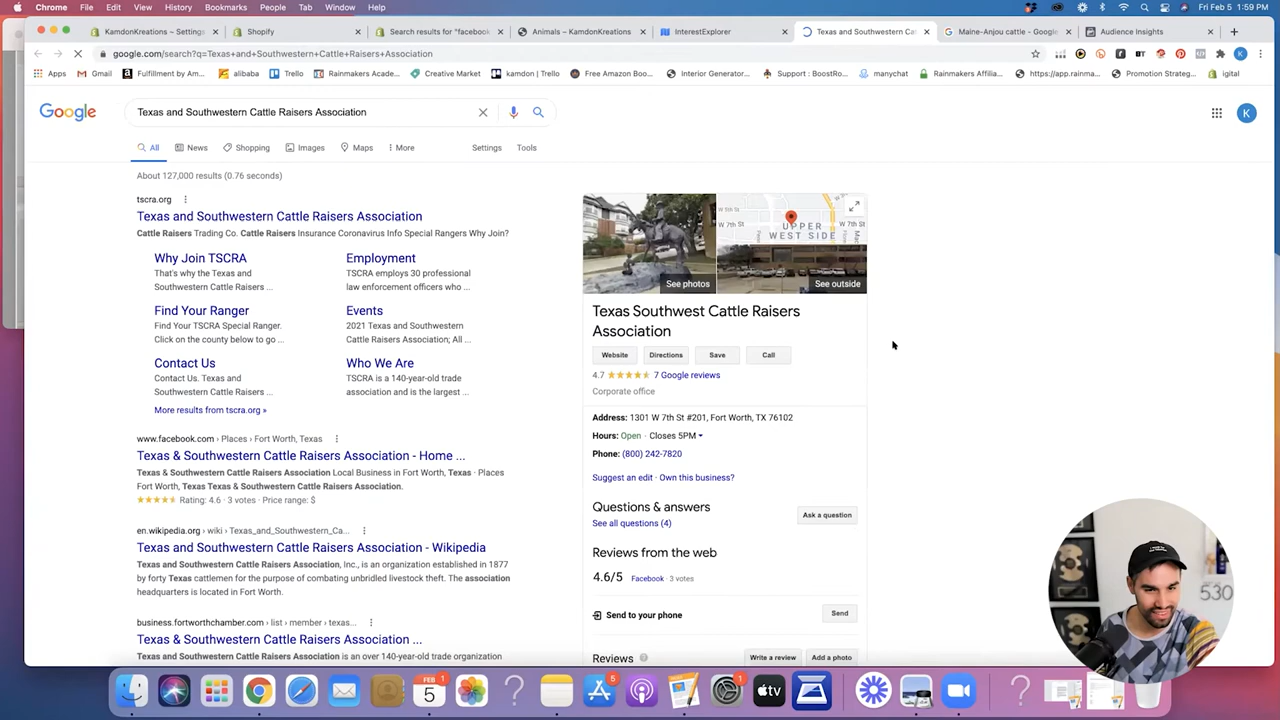 Chrome File Edit View History Bookmarks People Tab Window Help
Fri Feb 5 1:59 PM
KamdonKreations ~ Settings
Shopify
Search results for "facebook
Animals ~ KamdonKreations
InterestExplorer
Texas and Southwestern Ca
Maine-Anjou cattle - Google
Audience Insights
google.com/search?q=Texas+and+Southwestern+Cattle+Raisers+Association
Apps Gmail Fulfillment by Am... alibaba Trello Rainmakers Acade... Creative Market kamdon | Trello Free Amazon Boo... Interior Generator... Support : BoostRo... manychat Rainmakers Affilia... https://app.rainma... Promotion Strateg... igital
Google
Texas and Southwestern Cattle Raisers Association
K
All News Shopping Images Maps More Settings Tools
About 127,000 results (0.76 seconds)
tscra.org
Texas and Southwestern Cattle Raisers Association
Cattle Raisers Trading Co. Cattle Raisers Insurance Coronavirus Info Special Rangers Why Join?
Why Join TSCRA
That's why the Texas and
Southwestern Cattle Raisers ...
Employment
TSCRA employs 30 professional
law enforcement officers who ...
Find Your Ranger
Find Your TSCRA Special Ranger.
Click on the county below to go ...
Events
2021 Texas and Southwestern
Cattle Raisers Association; All ...
Contact Us
Contact Us. Texas and
Southwestern Cattle Raisers ...
Who We Are
TSCRA is a 140-year-old trade
association and is the largest ...
More results from tscra.org »
www.facebook.com › Places › Fort Worth, Texas
Texas & Southwestern Cattle Raisers Association - Home ...
Texas & Southwestern Cattle Raisers Association Local Business in Fort Worth, Texas · Places
Fort Worth, Texas Texas & Southwestern Cattle Raisers Association.
Rating: 4.6 · 3 votes · Price range: $
en.wikipedia.org › wiki › Texas_and_Southwestern_Ca...
Texas and Southwestern Cattle Raisers Association - Wikipedia
Texas and Southwestern Cattle Raisers Association, Inc., is an organization established in 1877
by forty Texas cattlemen for the purpose of combating unbridled livestock theft. The association
headquarters is located in Fort Worth.
business.fortworthchamber.com › list › member › texas...
Texas & Southwestern Cattle Raisers Association ...
Texas and Southwestern Cattle Raisers Association is an over 140-year-old trade organization
W 5th St
W 7th St
W 7th St
UPPER
WEST SIDE
See photos
See outside
Texas Southwest Cattle Raisers
Association
Website Directions Save Call
4.7 7 Google reviews
Corporate office
Address: 1301 W 7th St #201, Fort Worth, TX 76102
Hours: Open · Closes 5PM
Phone: (800) 242-7820
Suggest an edit · Own this business?
Questions & answers
See all questions (4)
Ask a question
Reviews from the web
4.6/5 Facebook · 3 votes
Send to your phone
Send
Reviews
Write a review
Add a photo
530
FEB 1
5
5
1
tv